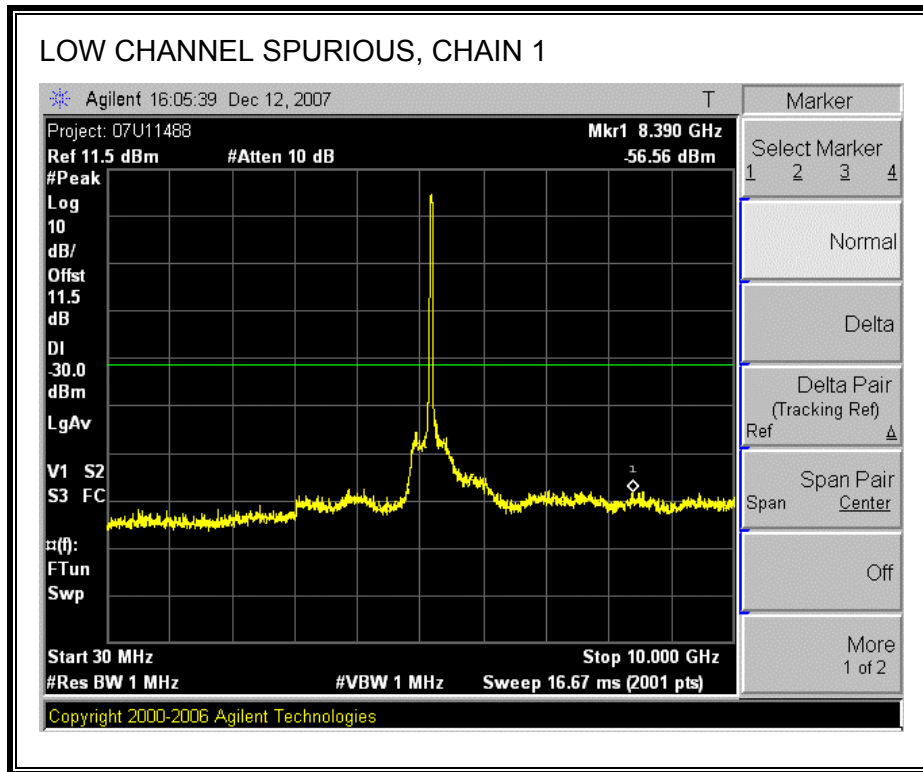 LOW CHANNEL SPURIOUS, CHAIN 1
Agilent 16:05:39 Dec 12, 2007 T
Project: 07U11488
Mkr1 8.390 GHz
Ref 11.5 dBm #Atten 10 dB -56.56 dBm
#Peak
Log
10
dB/
Offst
11.5
dB
DI
-30.0
dBm
LgAv
V1 S2
S3 FC
¤(f):
FTun
Swp
1
Start 30 MHz Stop 10.000 GHz
#Res BW 1 MHz #VBW 1 MHz Sweep 16.67 ms (2001 pts)
Copyright 2000-2006 Agilent Technologies
Marker
Select Marker
1 2 3 4
Normal
Delta
Delta Pair
(Tracking Ref)
Ref Δ
Span Pair
Span Center
Off
More
1 of 2